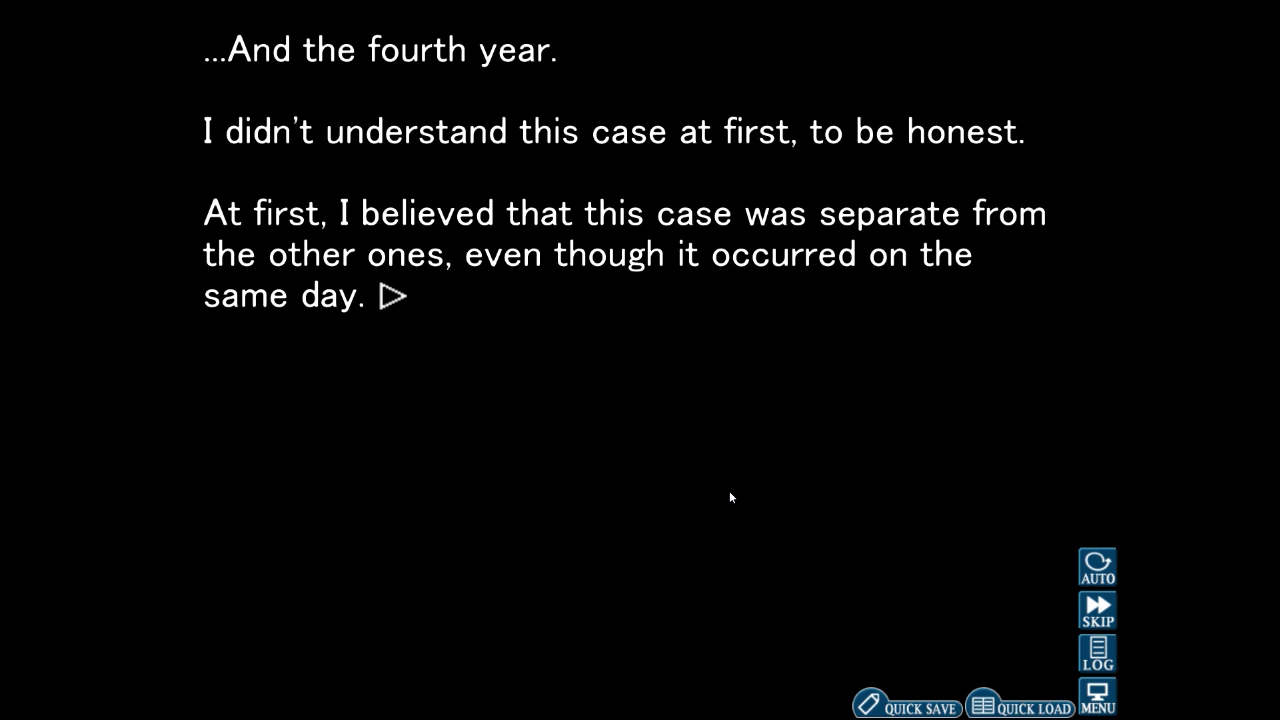 ...And the fourth year.
I didn't understand this case at first, to be honest.
At first, I believed that this case was separate from
the other ones, even though it occurred on the
same day.
AUTO
SKIP
LOG
QUICK SAVE
QUICK LOAD
MENU